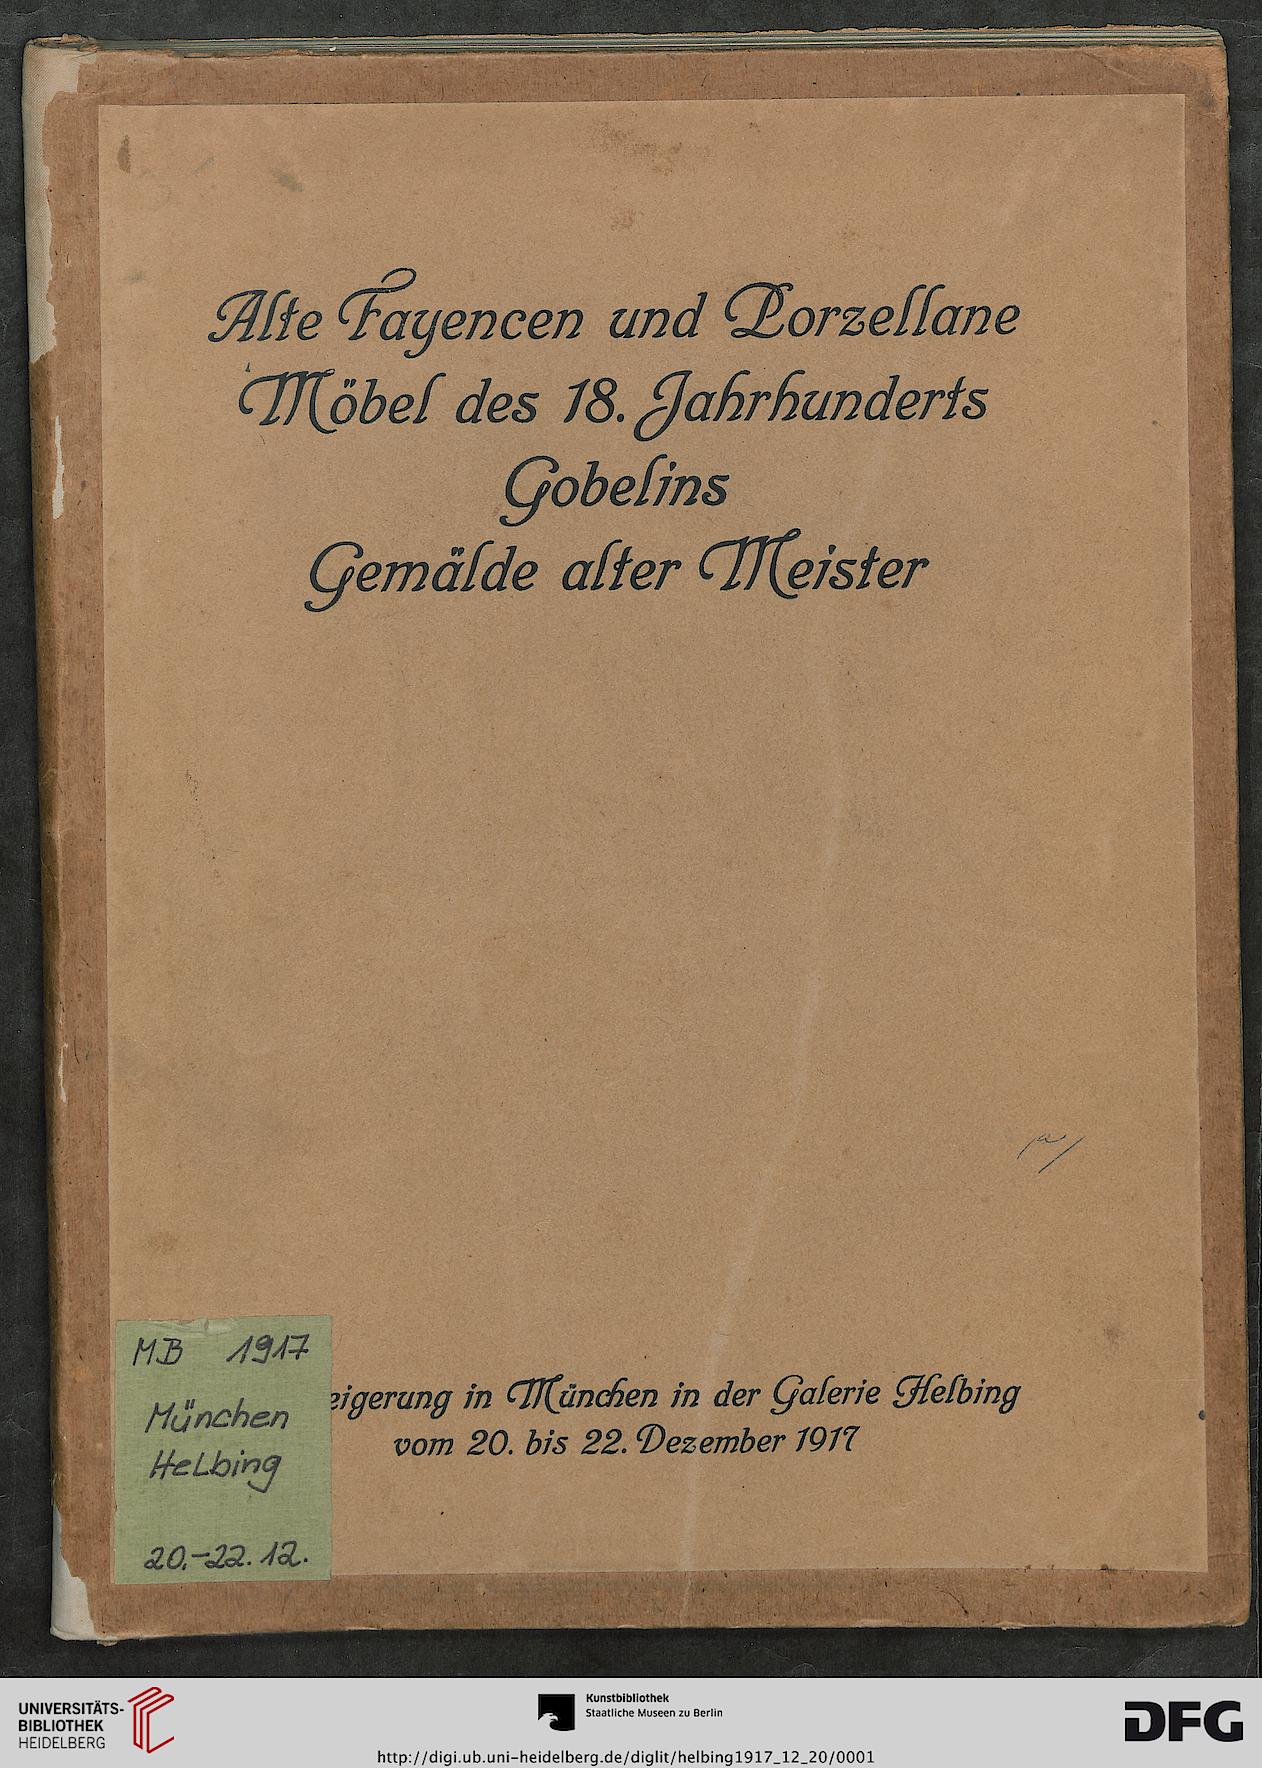 Alte Fayencen und Porzellane
Möbel des 18. Jahrhunderts
Gobelins
Gemälde alter Meister
MB 1917
München
Helbing
20.-22.12.
eigerung in München in der Galerie Helbing
vom 20. bis 22. Dezember 1917
UNIVERSITÄTS-
BIBLIOTHEK
HEIDELBERG
Kunstbibliothek
Staatliche Museen zu Berlin
DFG
http://digi.ub.uni-heidelberg.de/diglit/helbing1917_12_20/0001